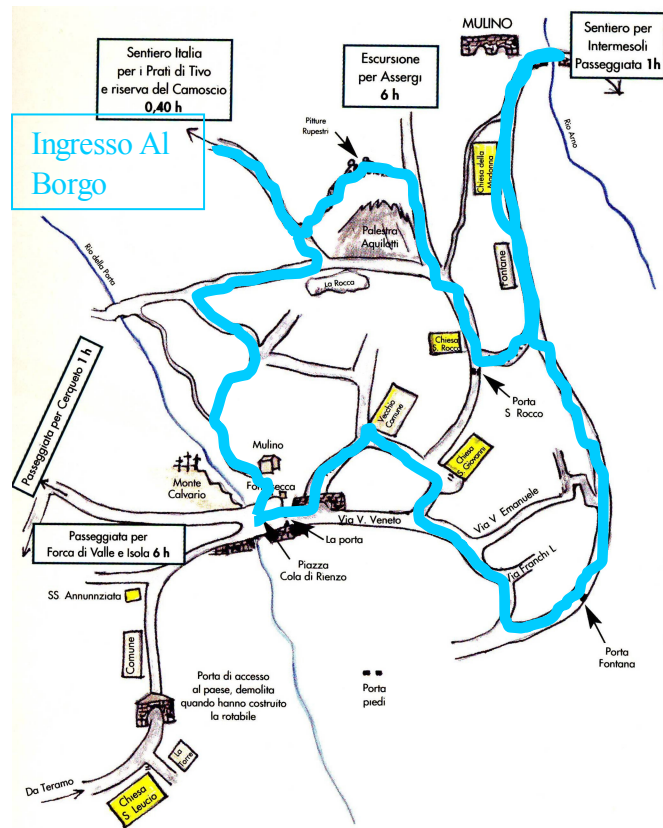 MULINO
Sentiero per
Intermesoli
Passeggiata 1h
Sentiero Italia
per i Prati di Tivo
e riserva del Camoscio
0,40 h
Escursione
per Assergi
6 h
Ingresso Al
Borgo
Pitture
Rupestri
Rio Arno
Chiesa della
Madonna
Palestra
Aquilotti
Fontane
Rio della Porta
La Rocca
Chiesa
S. Rocco
Porta
S Rocco
Passeggiata per Cerqueto 1 h
Vecchio
Comune
Mulino
Chiesa
S. Giovanni
Monte
Calvario
Via V. Emanuele
Via V. Veneto
La porta
Passeggiata per
Forca di Valle e Isola 6 h
Via Franchi L
Piazza
Cola di Rienzo
SS Annunnziata
Comune
Porta
Fontana
Porta di accesso
al paese, demolita
quando hanno costruito
la rotabile
Porta
piedi
La
Torre
Da Teramo
Chiesa
S Leucio